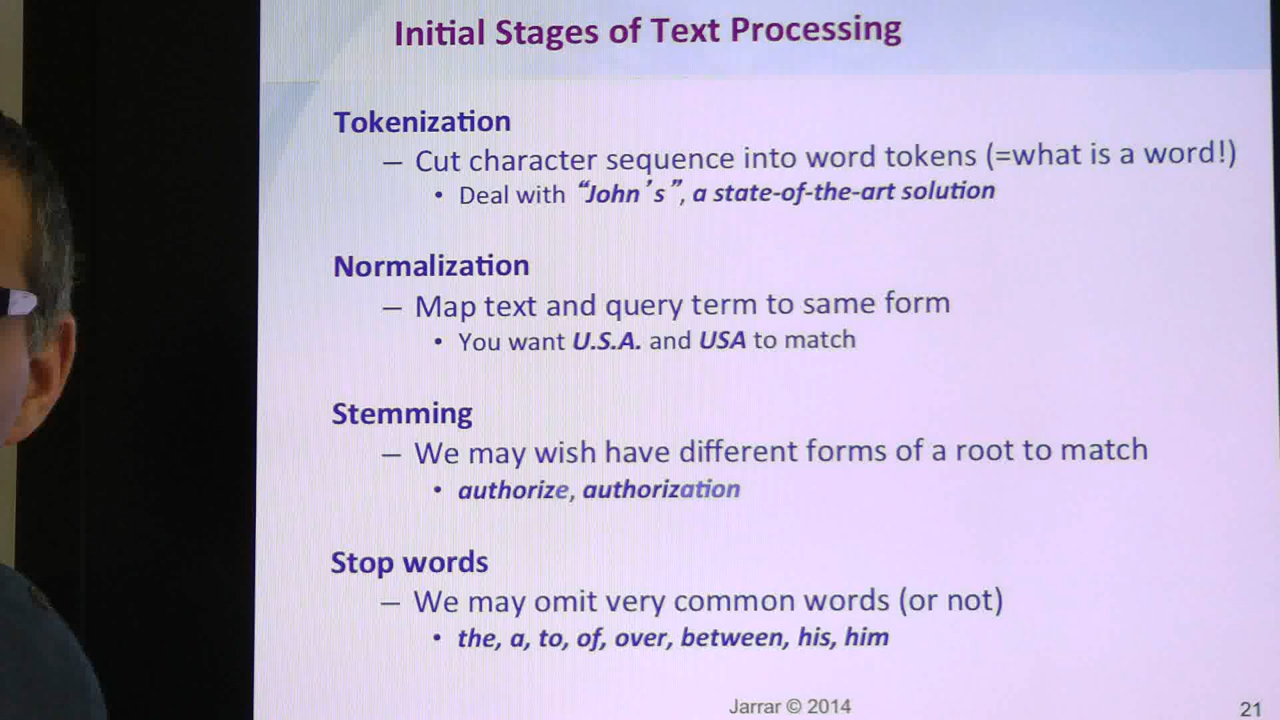 Initial Stages of Text Processing
Tokenization
– Cut character sequence into word tokens (=what is a word!)
• Deal with “John’s”, a state-of-the-art solution
Normalization
– Map text and query term to same form
• You want U.S.A. and USA to match
Stemming
– We may wish have different forms of a root to match
• authorize, authorization
Stop words
– We may omit very common words (or not)
• the, a, to, of, over, between, his, him
Jarrar © 2014
21